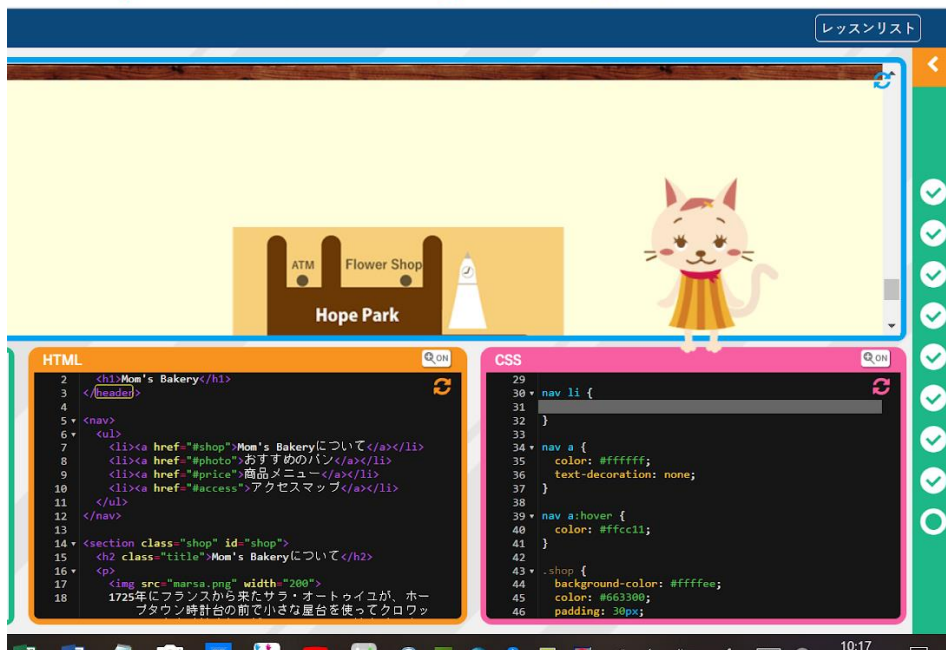 レッスンリスト
ATM
Flower Shop
Hope Park
HTML
ON
2 <h1>Mom's Bakery</h1>
3 </header>
4
5 <nav>
6 <ul>
7 <li><a href="#shop">Mom's Bakeryについて</a></li>
8 <li><a href="#photo">おすすめのパン</a></li>
9 <li><a href="#price">商品メニュー</a></li>
10 <li><a href="#access">アクセスマップ</a></li>
11 </ul>
12 </nav>
13
14 <section class="shop" id="shop">
15 <h2 class="title">Mom's Bakeryについて</h2>
16 <p>
17 <img src="marsa.png" width="200">
18 1725年にフランスから来たサラ・オートゥイユが、ホー
プタウン時計台の前で小さな屋台を使ってクロワッ
CSS
ON
29
30 nav li {
31
32 }
33
34 nav a {
35 color: #ffffff;
36 text-decoration: none;
37 }
38
39 nav a:hover {
40 color: #ffcc11;
41 }
42
43 .shop {
44 background-color: #ffffee;
45 color: #663300;
46 padding: 30px;
10:17